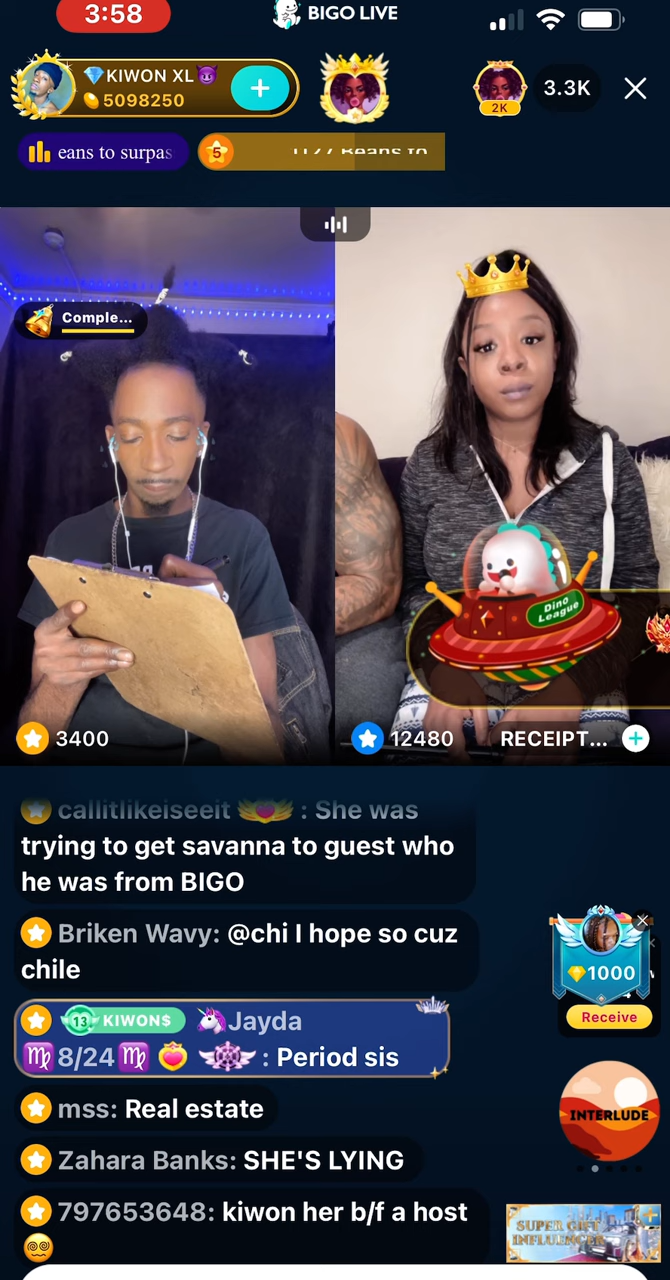 3:58
BIGO LIVE
💎KIWON XL😈
5098250
2K
3.3K
eans to surpas
5
Comple...
Dino
League
3400
12480
RECEIPT...
callitlikeiseeit : She was
trying to get savanna to guest who
he was from BIGO
Briken Wavy: @chi I hope so cuz
chile
13 KIWON$ 🦄Jayda
♍8/24♍ : Period sis
mss: Real estate
Zahara Banks: SHE'S LYING
797653648: kiwon her b/f a host
😵‍💫
1000
Receive
INTERLUDE
SUPER GIFT
INFLUENCER